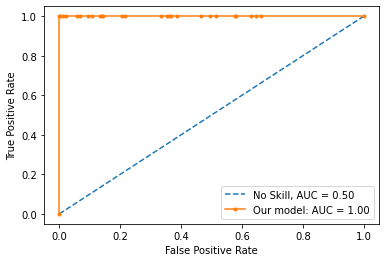 1.0
0.8
0.6
0.4
0.2
0.0
True Positive Rate
No Skill, AUC = 0.50
Our model: AUC = 1.00
0.0 0.2 0.4 0.6 0.8 1.0
False Positive Rate